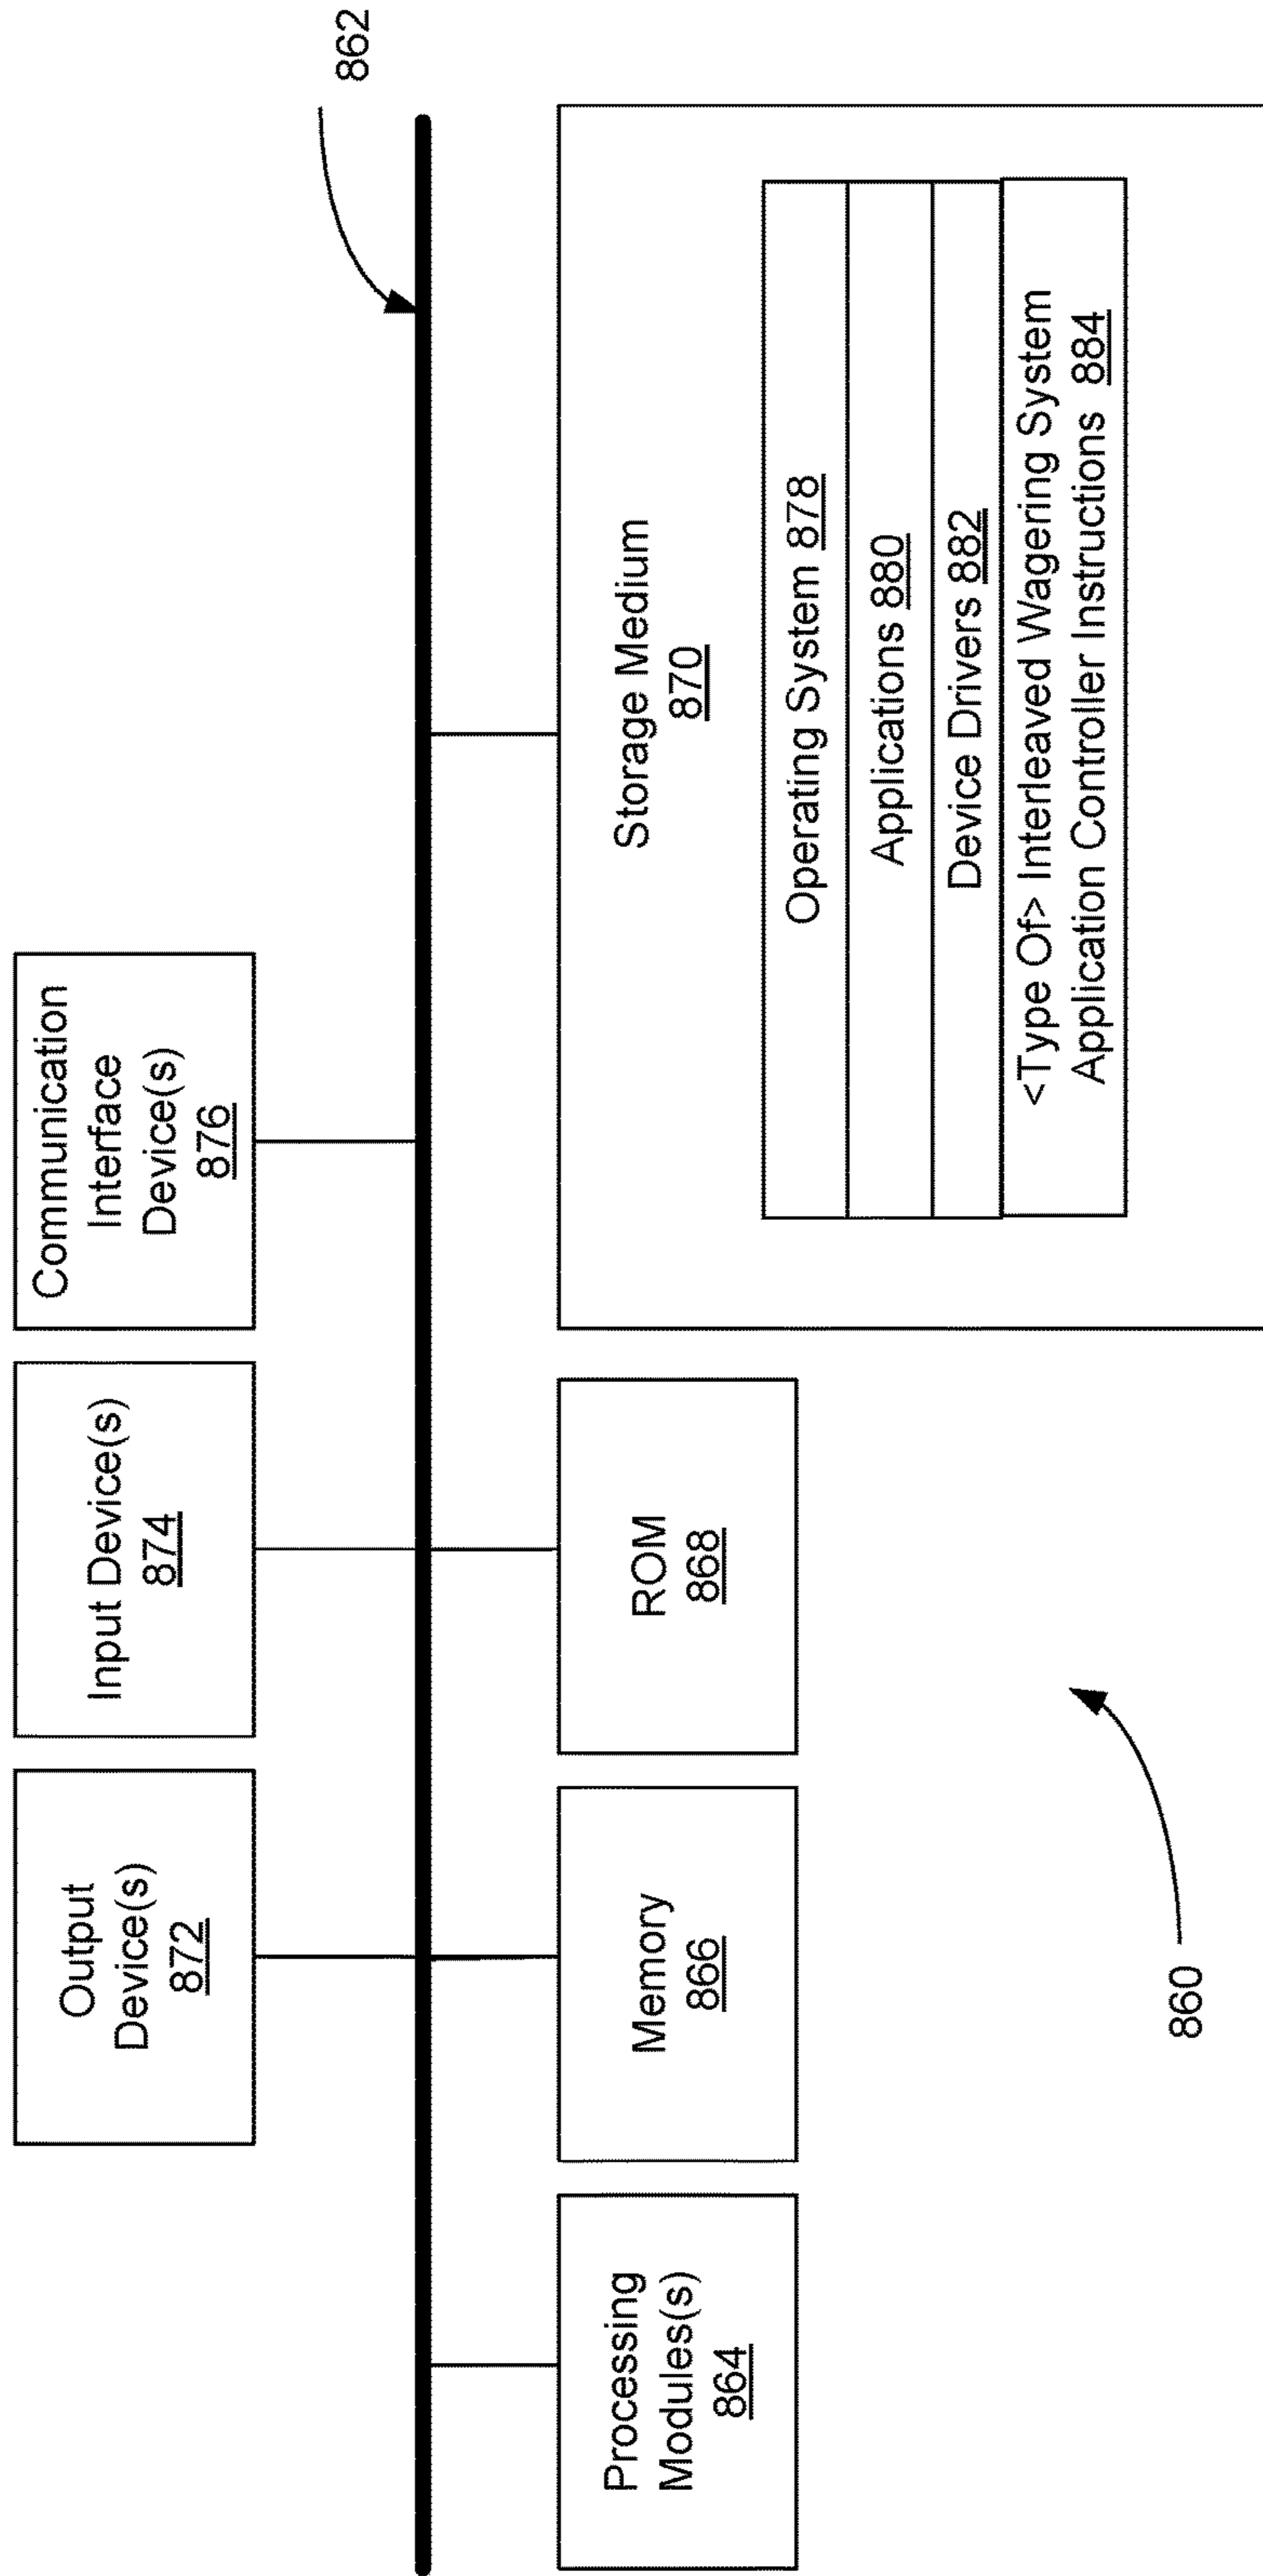 862
Output
Device(s)
872
Input Device(s)
874
Communication
Interface
Device(s)
876
Processing
Modules(s)
864
Memory
866
ROM
868
Storage Medium
870
Operating System 878
Applications 880
Device Drivers 882
<Type Of> Interleaved Wagering System
Application Controller Instructions 884
860